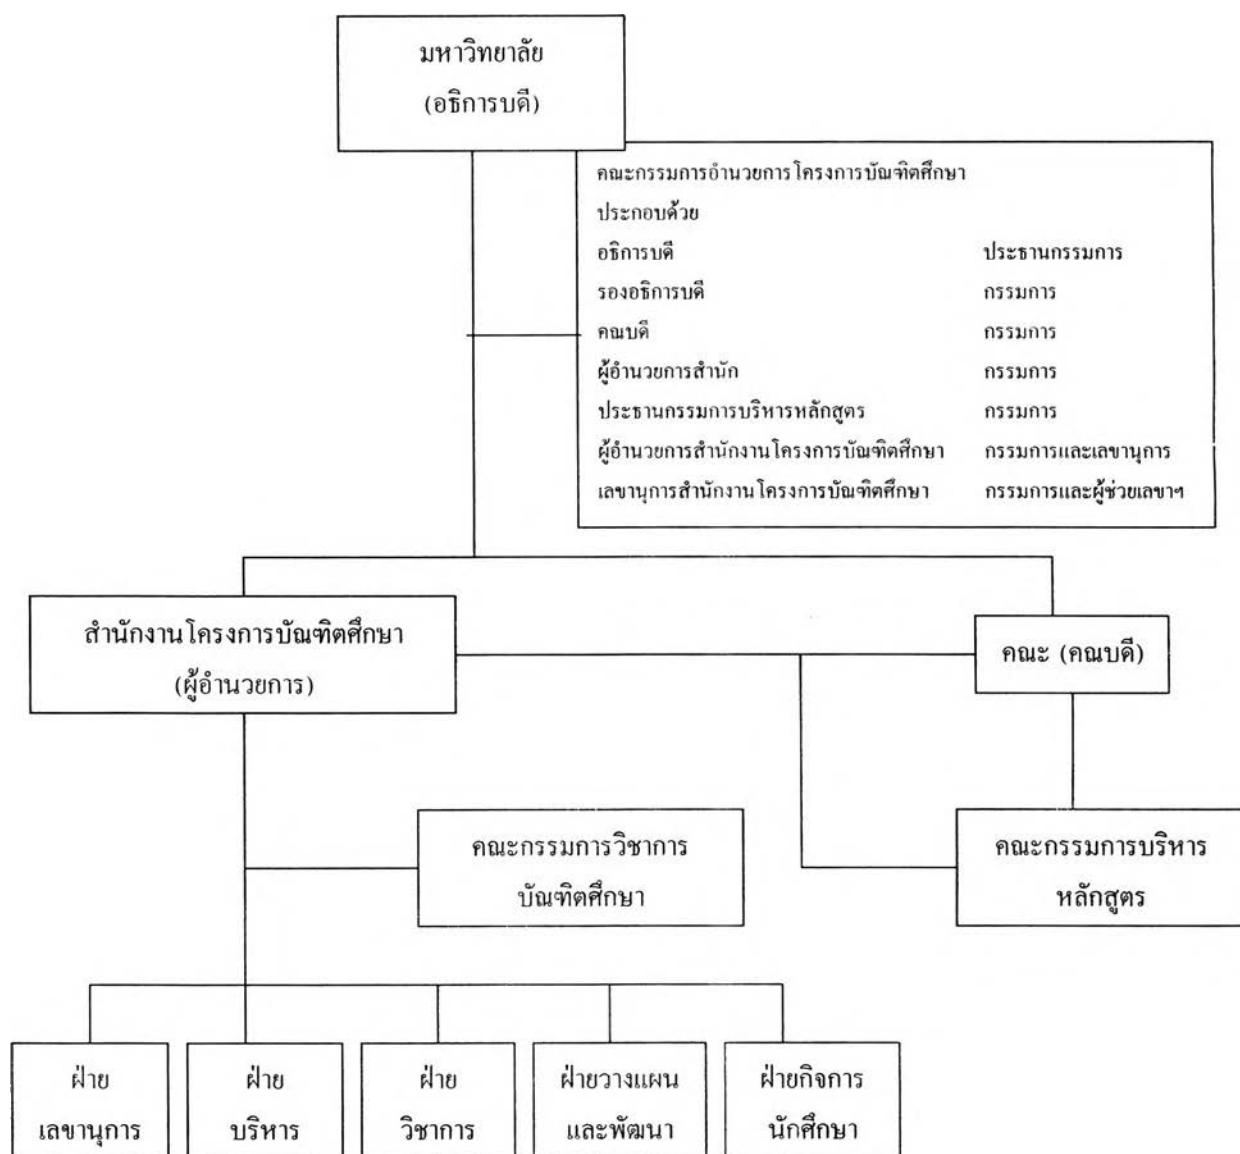 มหาวิทยาลัย
(อธิการบดี)
คณะกรรมการอำนวยการโครงการบัณฑิตศึกษา
ประกอบด้วย
อธิการบดี ประธานกรรมการ
รองอธิการบดี กรรมการ
คณบดี กรรมการ
ผู้อำนวยการสำนัก กรรมการ
ประธานกรรมการบริหารหลักสูตร กรรมการ
ผู้อำนวยการสำนักงานโครงการบัณฑิตศึกษา กรรมการและเลขานุการ
เลขานุการสำนักงานโครงการบัณฑิตศึกษา กรรมการและผู้ช่วยเลขาฯ
สำนักงานโครงการบัณฑิตศึกษา
(ผู้อำนวยการ)
คณะ (คณบดี)
คณะกรรมการวิชาการ
บัณฑิตศึกษา
คณะกรรมการบริหาร
หลักสูตร
ฝ่าย
เลขานุการ
ฝ่าย
บริหาร
ฝ่าย
วิชาการ
ฝ่ายวางแผน
และพัฒนา
ฝ่ายกิจการ
นักศึกษา